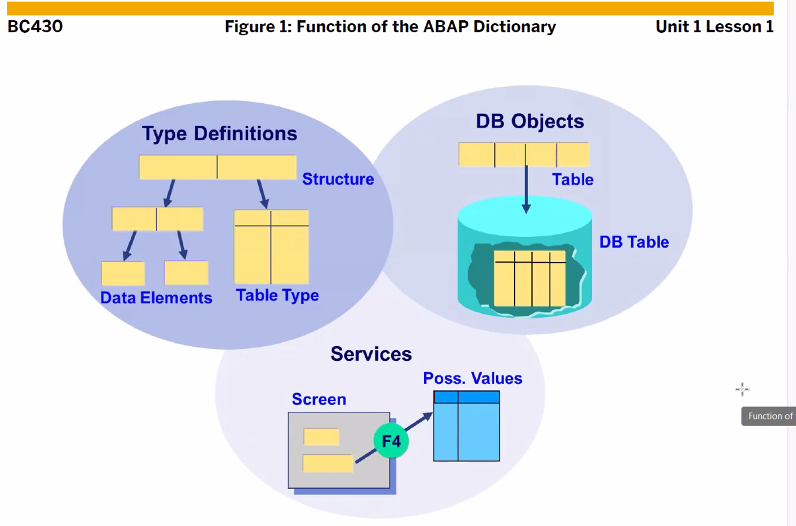 BC430 Figure 1: Function of the ABAP Dictionary Unit 1 Lesson 1
Type Definitions
Structure
Data Elements
Table Type
DB Objects
Table
DB Table
Services
Poss. Values
Screen
F4
Function of